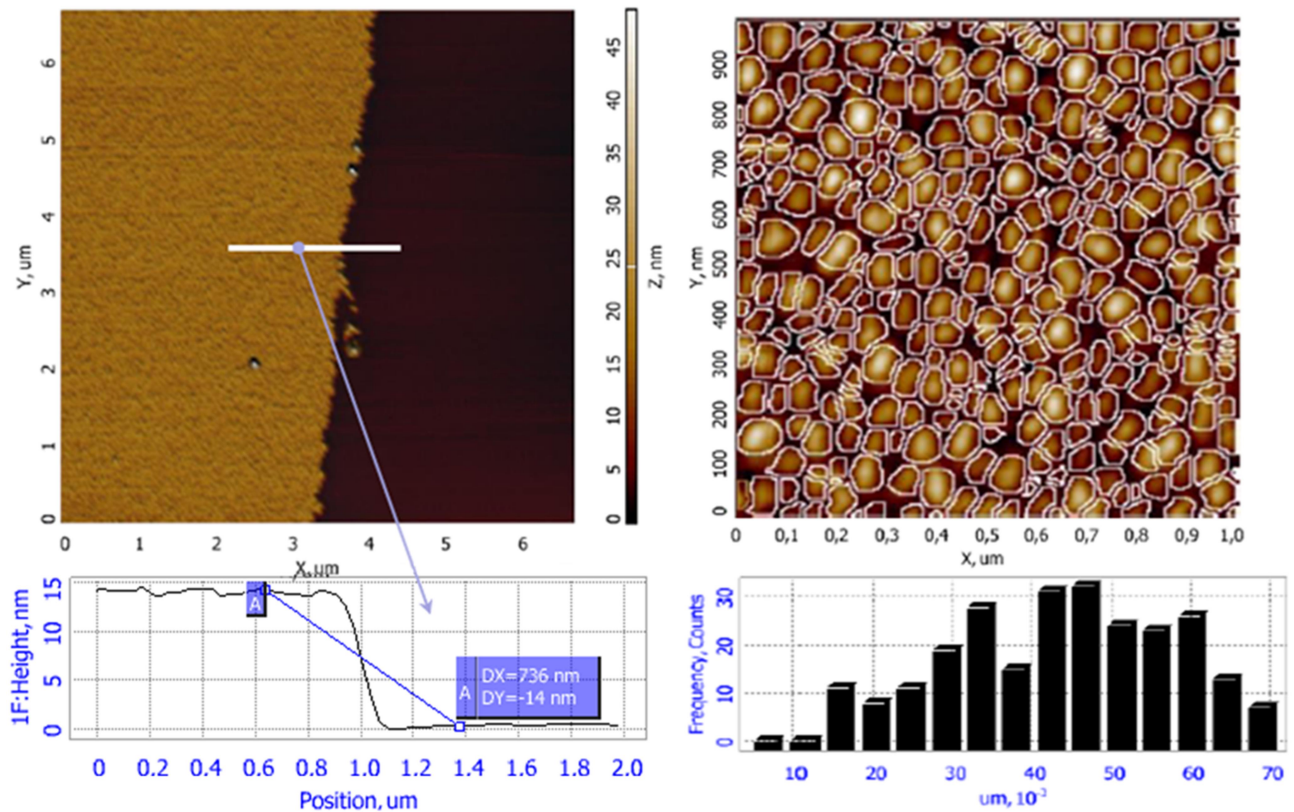 6
5
4
3
2
1
0
Y, um
0 1 2 3 4 5 6
X, um
45
40
35
30
25
20
15
10
5
0
Z, nm
900
800
700
600
500
400
300
200
100
0
Y, nm
0 0,1 0,2 0,3 0,4 0,5 0,6 0,7 0,8 0,9 1,0
X, um
1F:Height, nm
15
10
5
0
A
A
DX=736 nm
DY=-14 nm
0 0.2 0.4 0.6 0.8 1.0 1.2 1.4 1.6 1.8 2.0
Position, um
Frequency, Counts
30
20
10
0
10 20 30 40 50 60 70
um, 10⁻³